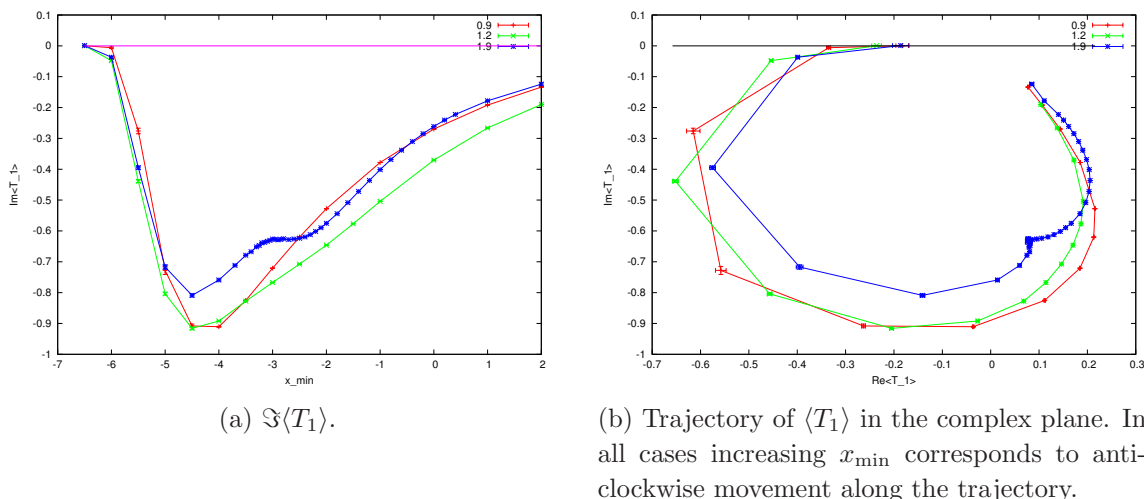 0.9
1.2
1.9
0
-0.1
-0.2
-0.3
-0.4
-0.5
-0.6
-0.7
-0.8
-0.9
-1
Im<T_1>
-7 -6 -5 -4 -3 -2 -1 0 1 2
x_min
(a) ℑ⟨T₁⟩.
0.9
1.2
1.9
0
-0.1
-0.2
-0.3
-0.4
-0.5
-0.6
-0.7
-0.8
-0.9
-1
Im<T_1>
-0.7 -0.6 -0.5 -0.4 -0.3 -0.2 -0.1 0 0.1 0.2 0.3
Re<T_1>
(b) Trajectory of ⟨T₁⟩ in the complex plane. In
all cases increasing x_min corresponds to anti-
clockwise movement along the trajectory.